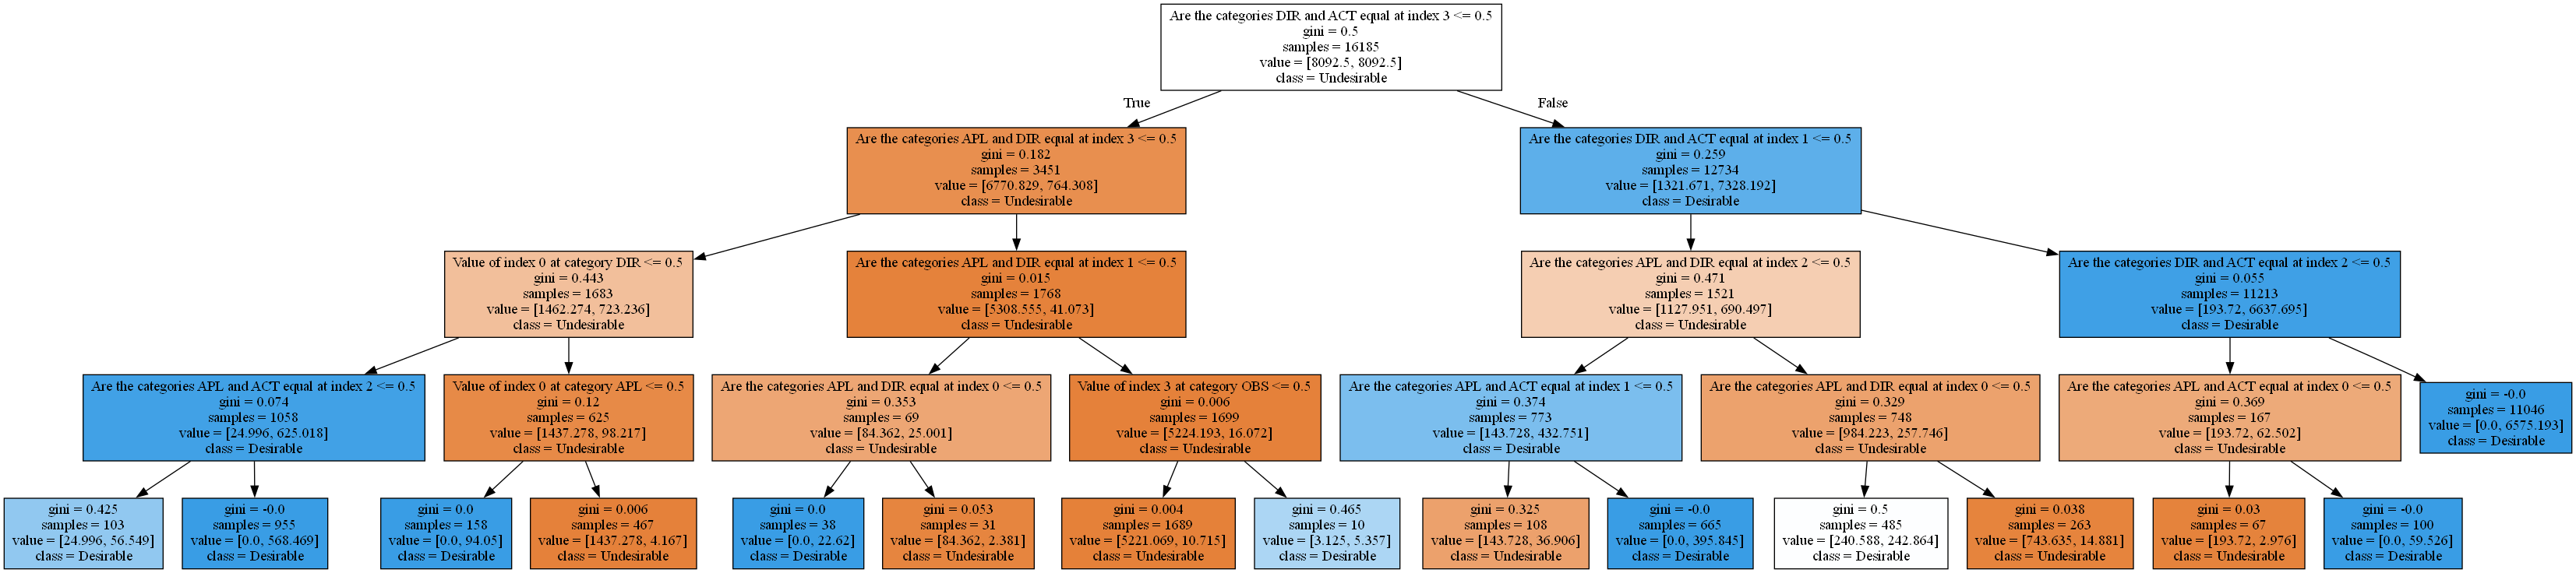 Are the categories DIR and ACT equal at index 3 <= 0.5
gini = 0.5
samples = 16185
value = [8092.5, 8092.5]
class = Undesirable
True
False
Are the categories APL and DIR equal at index 3 <= 0.5
gini = 0.182
samples = 3451
value = [6770.829, 764.308]
class = Undesirable
Are the categories DIR and ACT equal at index 1 <= 0.5
gini = 0.259
samples = 12734
value = [1321.671, 7328.192]
class = Desirable
Value of index 0 at category DIR <= 0.5
gini = 0.443
samples = 1683
value = [1462.274, 723.236]
class = Undesirable
Are the categories APL and DIR equal at index 1 <= 0.5
gini = 0.015
samples = 1768
value = [5308.555, 41.073]
class = Undesirable
Are the categories APL and DIR equal at index 2 <= 0.5
gini = 0.471
samples = 1521
value = [1127.951, 690.497]
class = Undesirable
Are the categories DIR and ACT equal at index 2 <= 0.5
gini = 0.055
samples = 11213
value = [193.72, 6637.695]
class = Desirable
Are the categories APL and ACT equal at index 2 <= 0.5
gini = 0.074
samples = 1058
value = [24.996, 625.018]
class = Desirable
Value of index 0 at category APL <= 0.5
gini = 0.12
samples = 625
value = [1437.278, 98.217]
class = Undesirable
Are the categories APL and DIR equal at index 0 <= 0.5
gini = 0.353
samples = 69
value = [84.362, 25.001]
class = Undesirable
Value of index 3 at category OBS <= 0.5
gini = 0.006
samples = 1699
value = [5224.193, 16.072]
class = Undesirable
Are the categories APL and ACT equal at index 1 <= 0.5
gini = 0.374
samples = 773
value = [143.728, 432.751]
class = Desirable
Are the categories APL and DIR equal at index 0 <= 0.5
gini = 0.329
samples = 748
value = [984.223, 257.746]
class = Undesirable
Are the categories APL and ACT equal at index 0 <= 0.5
gini = 0.369
samples = 167
value = [193.72, 62.502]
class = Undesirable
gini = -0.0
samples = 11046
value = [0.0, 6575.193]
class = Desirable
gini = 0.425
samples = 103
value = [24.996, 56.549]
class = Desirable
gini = -0.0
samples = 955
value = [0.0, 568.469]
class = Desirable
gini = 0.0
samples = 158
value = [0.0, 94.05]
class = Desirable
gini = 0.006
samples = 467
value = [1437.278, 4.167]
class = Undesirable
gini = 0.0
samples = 38
value = [0.0, 22.62]
class = Desirable
gini = 0.053
samples = 31
value = [84.362, 2.381]
class = Undesirable
gini = 0.004
samples = 1689
value = [5221.069, 10.715]
class = Undesirable
gini = 0.465
samples = 10
value = [3.125, 5.357]
class = Desirable
gini = 0.325
samples = 108
value = [143.728, 36.906]
class = Undesirable
gini = -0.0
samples = 665
value = [0.0, 395.845]
class = Desirable
gini = 0.5
samples = 485
value = [240.588, 242.864]
class = Desirable
gini = 0.038
samples = 263
value = [743.635, 14.881]
class = Undesirable
gini = 0.03
samples = 67
value = [193.72, 2.976]
class = Undesirable
gini = -0.0
samples = 100
value = [0.0, 59.526]
class = Desirable